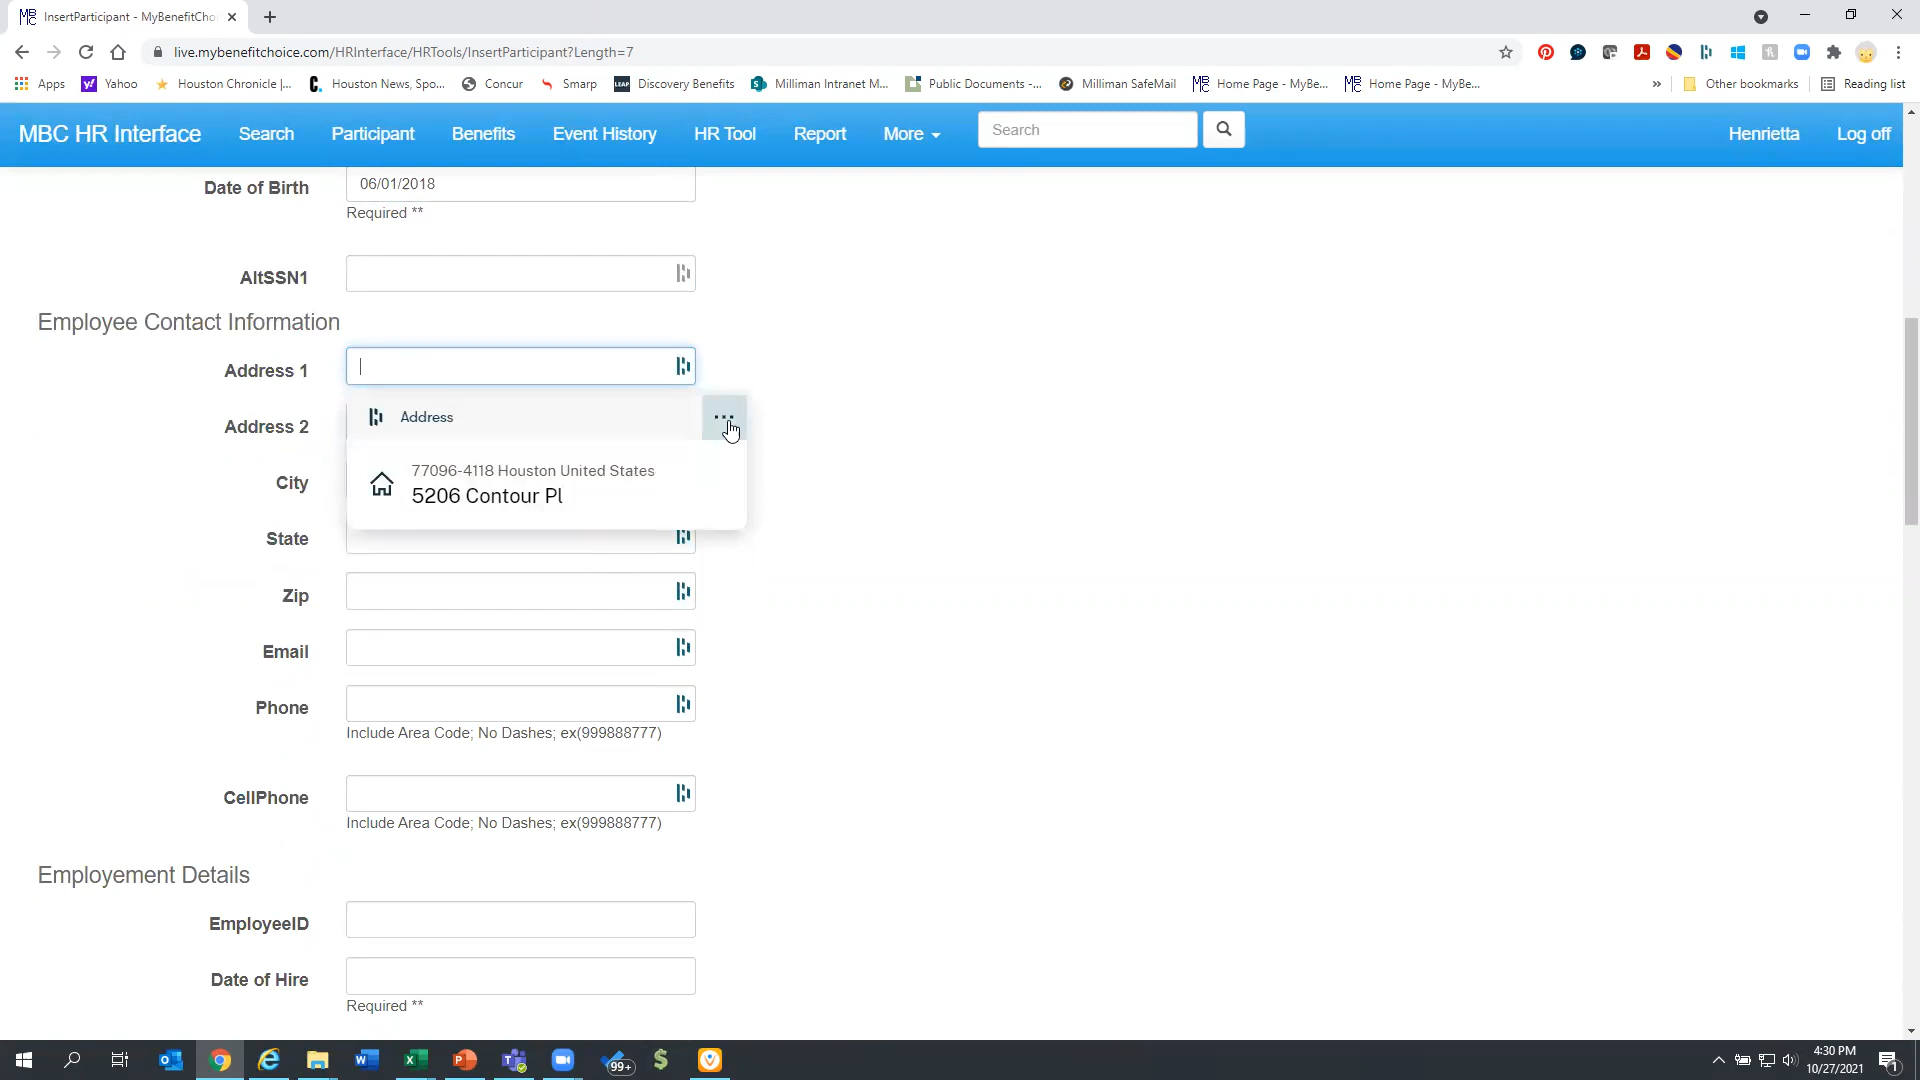 InsertParticipant - MyBenefitCho
live.mybenefitchoice.com/HRInterface/HRTools/InsertParticipant?Length=7
Apps
Yahoo
Houston Chronicle |...
Houston News, Spo...
Concur
Smarp
Discovery Benefits
Milliman Intranet M...
Public Documents -...
Milliman SafeMail
Home Page - MyBe...
Home Page - MyBe...
»
Other bookmarks
Reading list
MBC HR Interface
Search
Participant
Benefits
Event History
HR Tool
Report
More
Search
Henrietta
Log off
Date of Birth
06/01/2018
Required **
AltSSN1
Employee Contact Information
Address 1
Address
Address 2
77096-4118 Houston United States
5206 Contour Pl
City
State
Zip
Email
Phone
Include Area Code; No Dashes; ex(999888777)
CellPhone
Include Area Code; No Dashes; ex(999888777)
Employement Details
EmployeeID
Date of Hire
Required **
99+
4:30 PM
10/27/2021
1